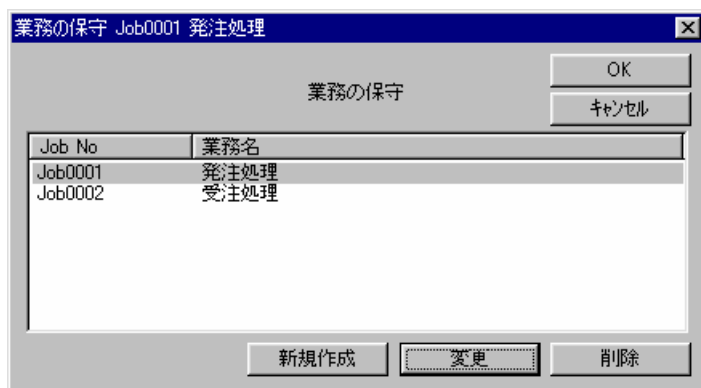 業務の保守 Job0001 発注処理
OK
業務の保守
ｷｬﾝｾﾙ
Job No 業務名
Job0001 発注処理
Job0002 受注処理
新規作成 変更 削除